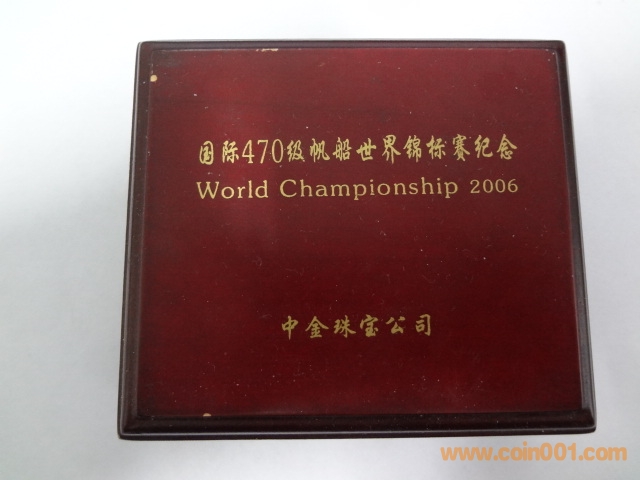 国际470级帆船世界锦标赛纪念
World Championship 2006
中金珠宝公司
www.coin001.com